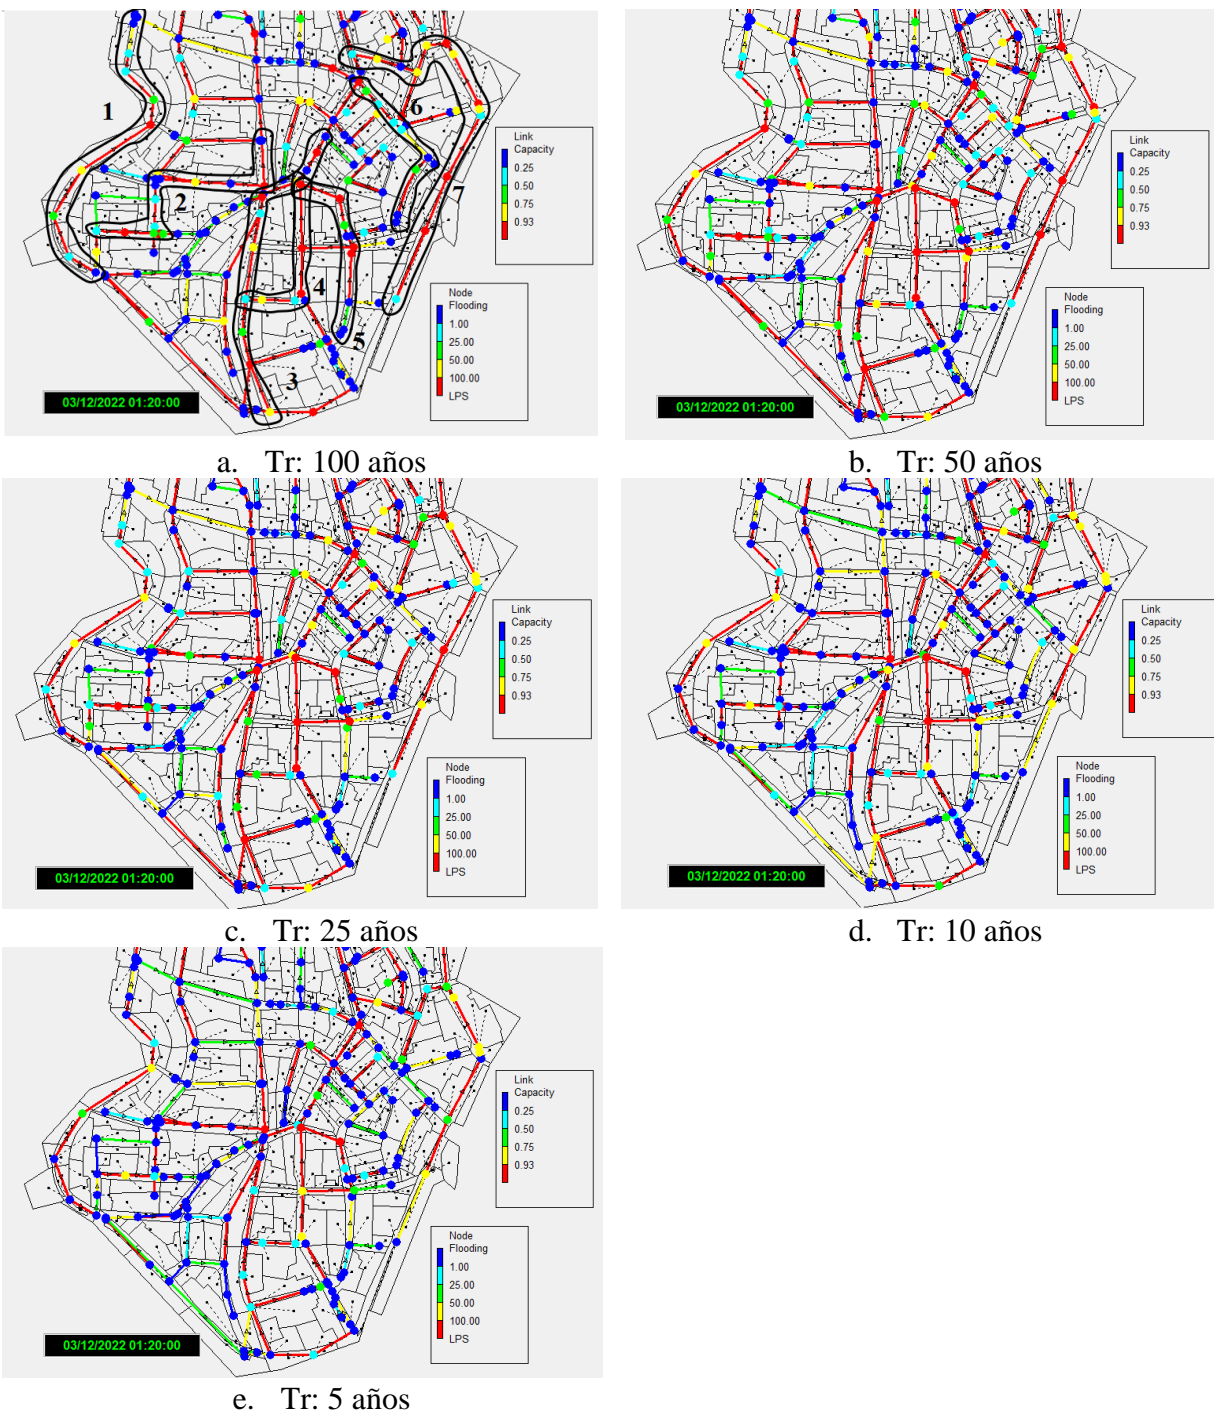 1
2
3
4
5
6
7
Link
Capacity
0.25
0.50
0.75
0.93
Node
Flooding
1.00
25.00
50.00
100.00
LPS
03/12/2022 01:20:00
a. Tr: 100 años
Link
Capacity
0.25
0.50
0.75
0.93
Node
Flooding
1.00
25.00
50.00
100.00
LPS
03/12/2022 01:20:00
b. Tr: 50 años
Link
Capacity
0.25
0.50
0.75
0.93
Node
Flooding
1.00
25.00
50.00
100.00
LPS
03/12/2022 01:20:00
c. Tr: 25 años
Link
Capacity
0.25
0.50
0.75
0.93
Node
Flooding
1.00
25.00
50.00
100.00
LPS
03/12/2022 01:20:00
d. Tr: 10 años
Link
Capacity
0.25
0.50
0.75
0.93
Node
Flooding
1.00
25.00
50.00
100.00
LPS
03/12/2022 01:20:00
e. Tr: 5 años